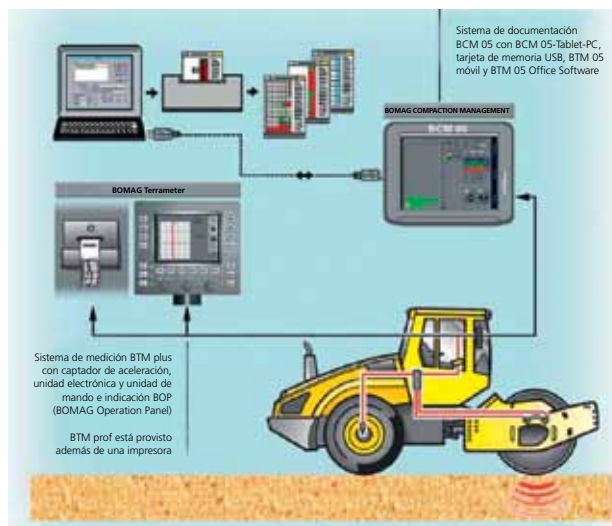 Sistema de documentación
BCM 05 con BCM 05-Tablet-PC,
tarjeta de memoria USB, BTM 05
móvil y BTM 05 Office Software
BOMAG COMPACTION MANAGEMENT
BCM 05
BOMAG Terrameter
Sistema de medición BTM plus
con captador de aceleración,
unidad electrónica y unidad de
mando e indicación BOP
(BOMAG Operation Panel)
BTM prof está provisto
además de una impresora